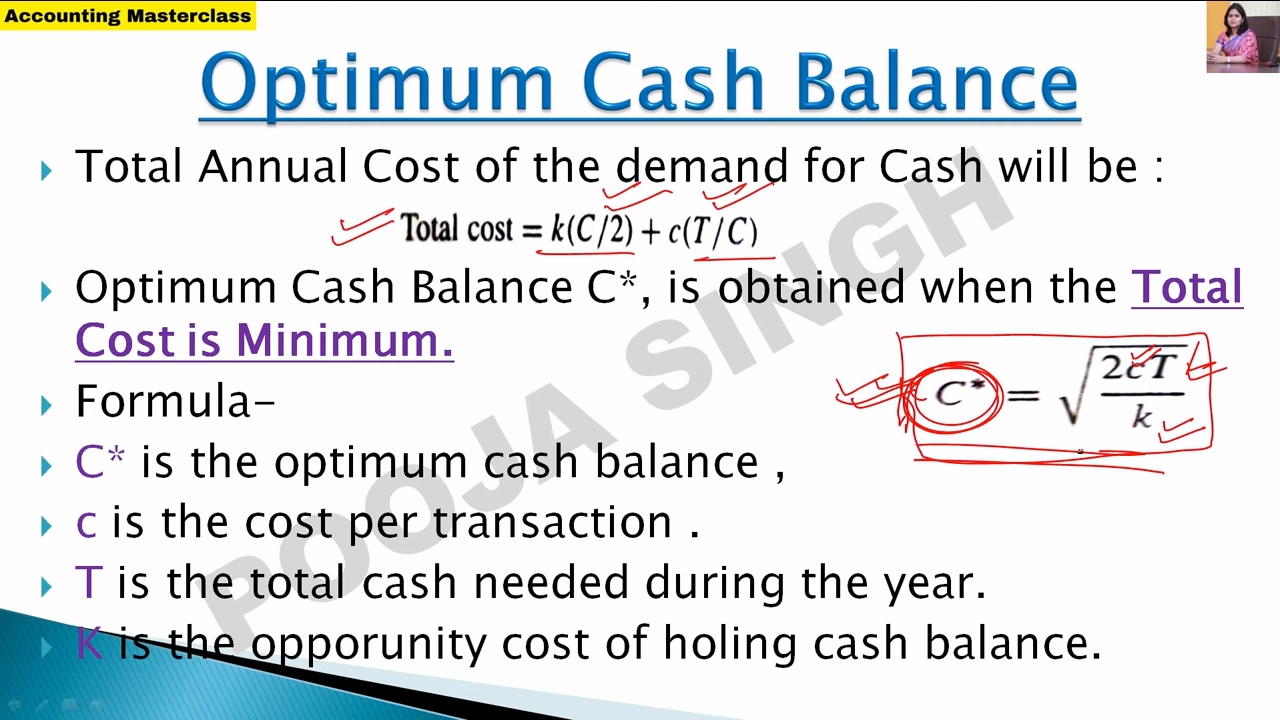 Accounting Masterclass
Optimum Cash Balance
Total Annual Cost of the demand for Cash will be :
Total cost = k(C/2) + c(T/C)
Optimum Cash Balance C*, is obtained when the Total
Cost is Minimum.
C* = √(2cT/k)
Formula-
C* is the optimum cash balance ,
c is the cost per transaction .
T is the total cash needed during the year.
K is the opporunity cost of holing cash balance.
POOJA SINGH